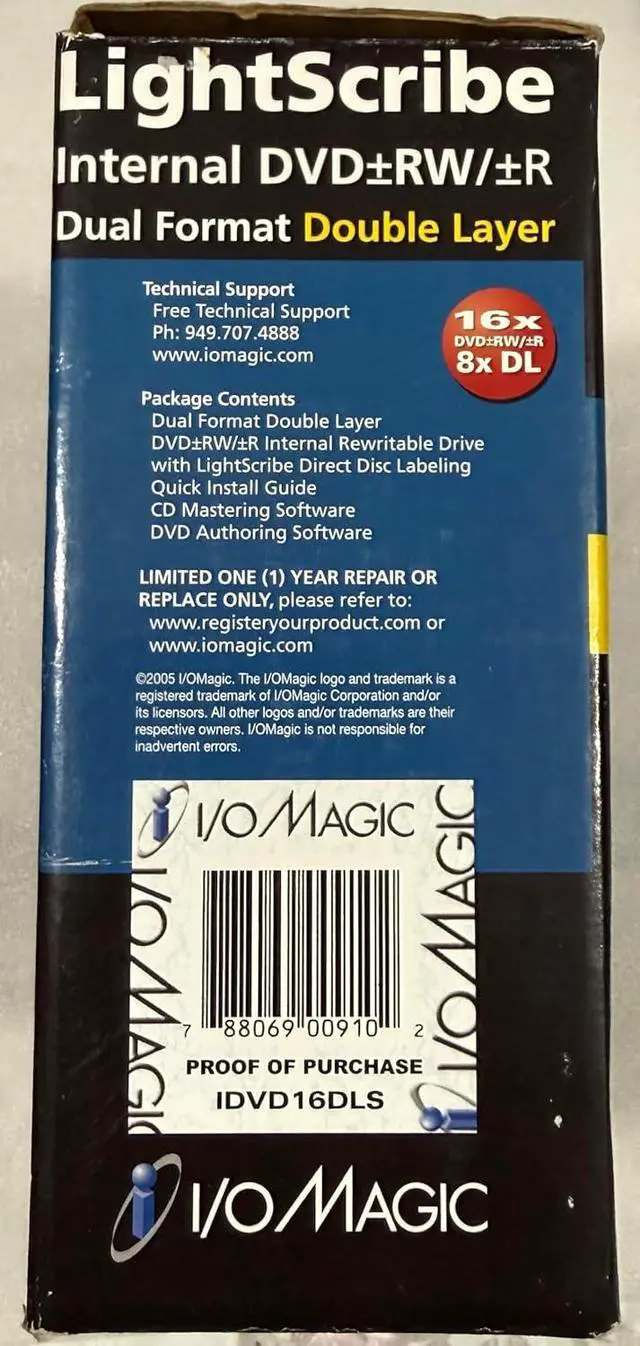 LightScribe
Internal DVD±RW/±R
Dual Format Double Layer
Technical Support
Free Technical Support
Ph: 949.707.4888
www.iomagic.com
16x
DVD±RW/±R
8x DL
Package Contents
Dual Format Double Layer
DVD±RW/±R Internal Rewritable Drive
with LightScribe Direct Disc Labeling
Quick Install Guide
CD Mastering Software
DVD Authoring Software
LIMITED ONE (1) YEAR REPAIR OR
REPLACE ONLY, please refer to:
www.registeryourproduct.com or
www.iomagic.com
©2005 I/OMagic. The I/OMagic logo and trademark is a
registered trademark of I/OMagic Corporation and/or
its licensors. All other logos and/or trademarks are their
respective owners. I/OMagic is not responsible for
inadvertent errors.
I/OMAGIC
I/OMAGIC
I/OMAGIC
7 88069 00910 2
PROOF OF PURCHASE
IDVD16DLS
I/OMAGIC